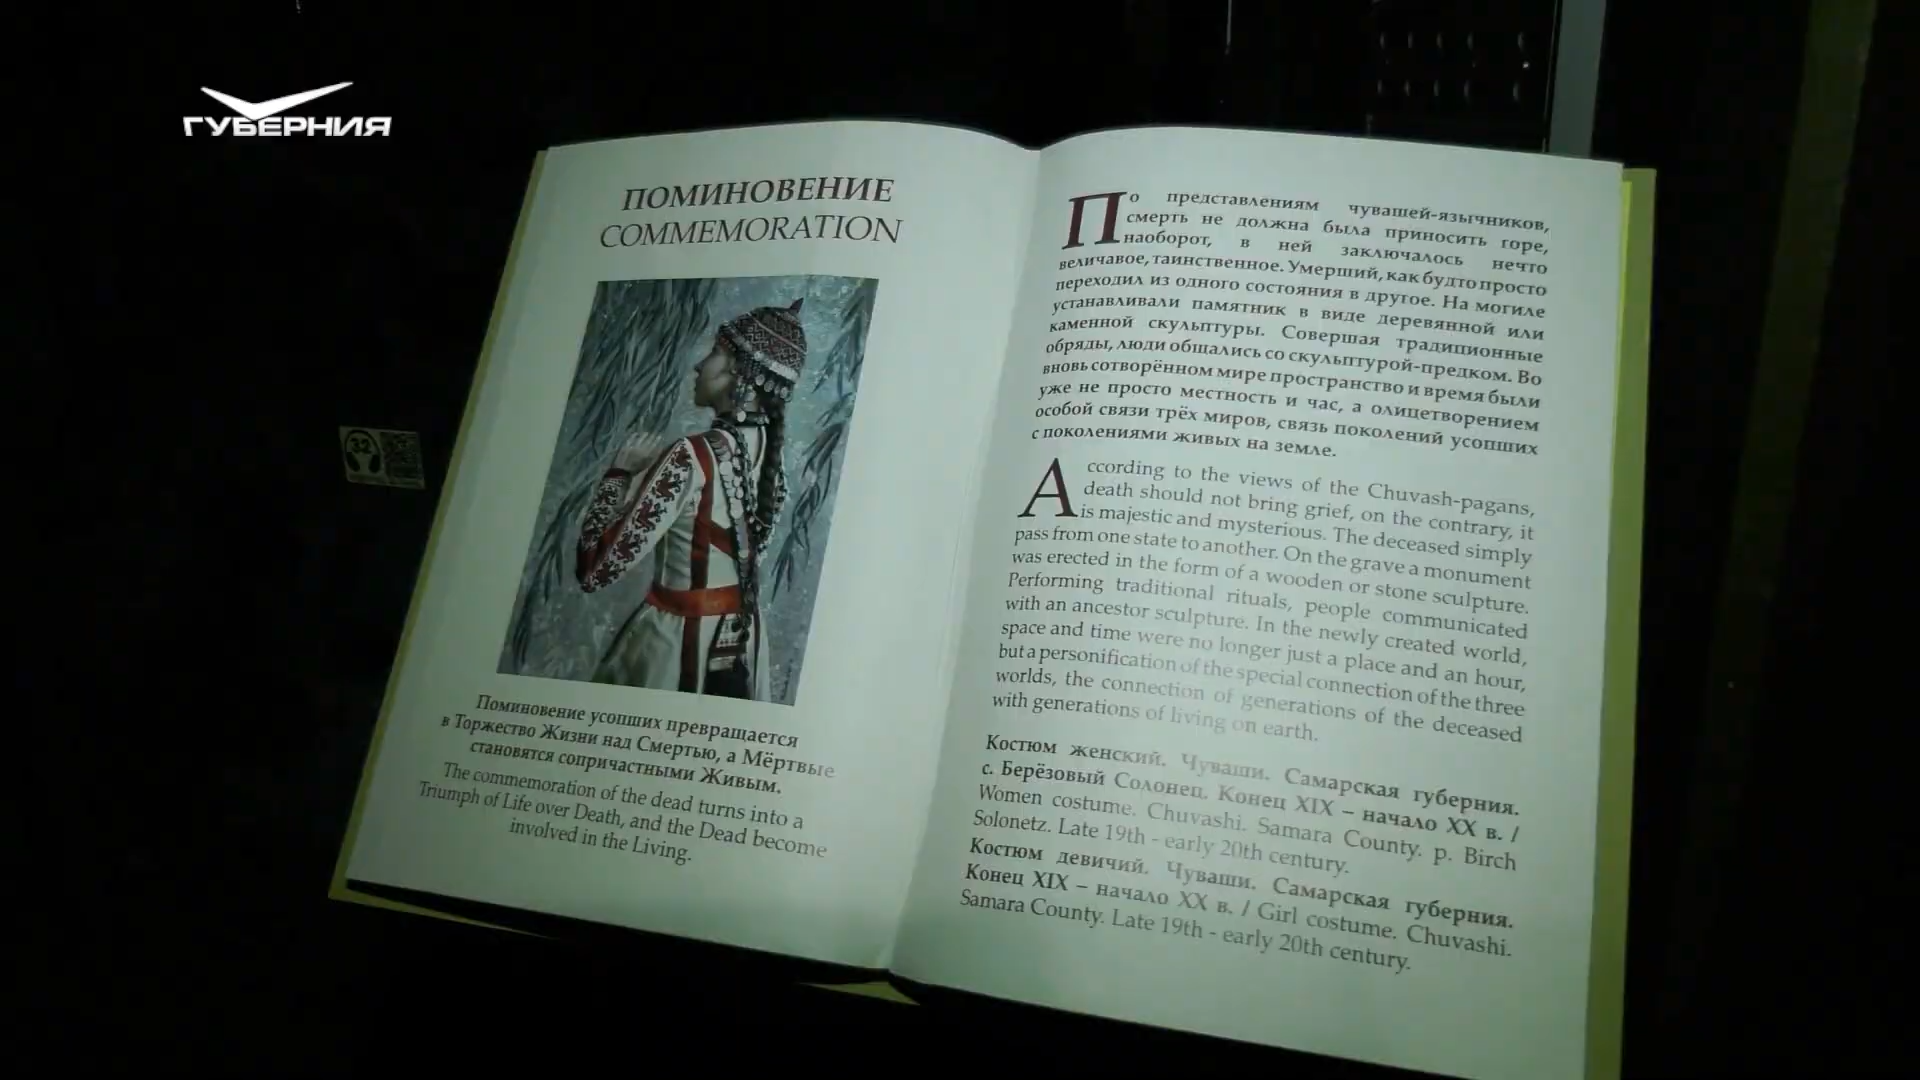 ГУБЕРНИЯ
32
ПОМИНОВЕНИЕ
COMMEMORATION
Поминовение усопших превращается
в Торжество Жизни над Смертью, а Мёртвые
становятся сопричастными Живым.
The commemoration of the dead turns into a
Triumph of Life over Death, and the Dead become
involved in the Living.
По представлениям чувашей-язычников,
смерть не должна была приносить горе,
наоборот, в ней заключалось нечто
величавое, таинственное. Умерший, как будто просто
переходил из одного состояния в другое. На могиле
устанавливали памятник в виде деревянной или
каменной скульптуры. Совершая традиционные
обряды, люди общались со скульптурой-предком. Во
вновь сотворённом мире пространство и время были
уже не просто местность и час, а олицетворением
особой связи трёх миров, связь поколений усопших
с поколениями живых на земле.
According to the views of the Chuvash-pagans,
death should not bring grief, on the contrary, it
is majestic and mysterious. The deceased simply
pass from one state to another. On the grave a monument
was erected in the form of a wooden or stone sculpture.
Performing traditional rituals, people communicated
with an ancestor sculpture. In the newly created world,
space and time were no longer just a place and an hour,
but a personification of the special connection of the three
worlds, the connection of generations of the deceased
with generations of living on earth.
Костюм женский. Чуваши. Самарская губерния.
с. Берёзовый Солонец. Конец XIX – начало XX в. /
Women costume. Chuvashi. Samara County. p. Birch
Solonetz. Late 19th - early 20th century.
Костюм девичий. Чуваши. Самарская губерния.
Конец XIX – начало XX в. / Girl costume. Chuvashi.
Samara County. Late 19th - early 20th century.